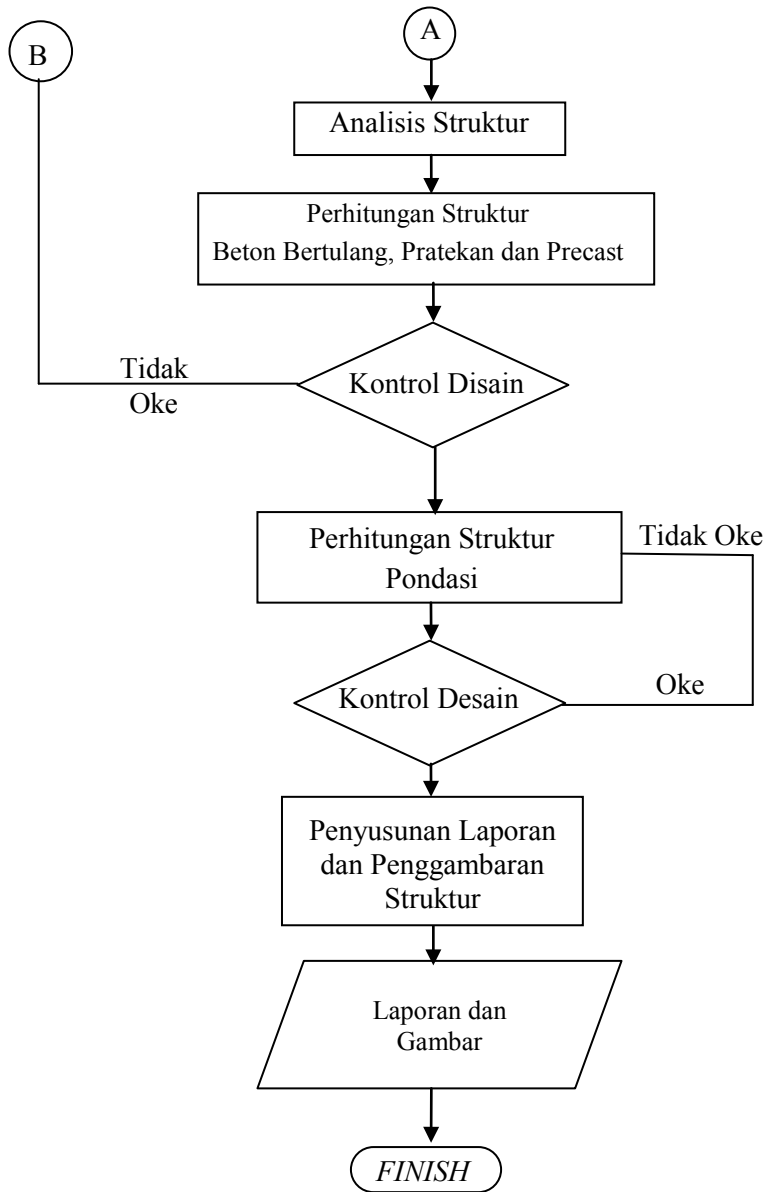 A
B
Analisis Struktur
Perhitungan Struktur
Beton Bertulang, Pratekan dan Precast
Tidak
Oke
Kontrol Disain
Perhitungan Struktur
Pondasi
Tidak Oke
Kontrol Desain
Oke
Penyusunan Laporan
dan Penggambaran
Struktur
Laporan dan
Gambar
FINISH